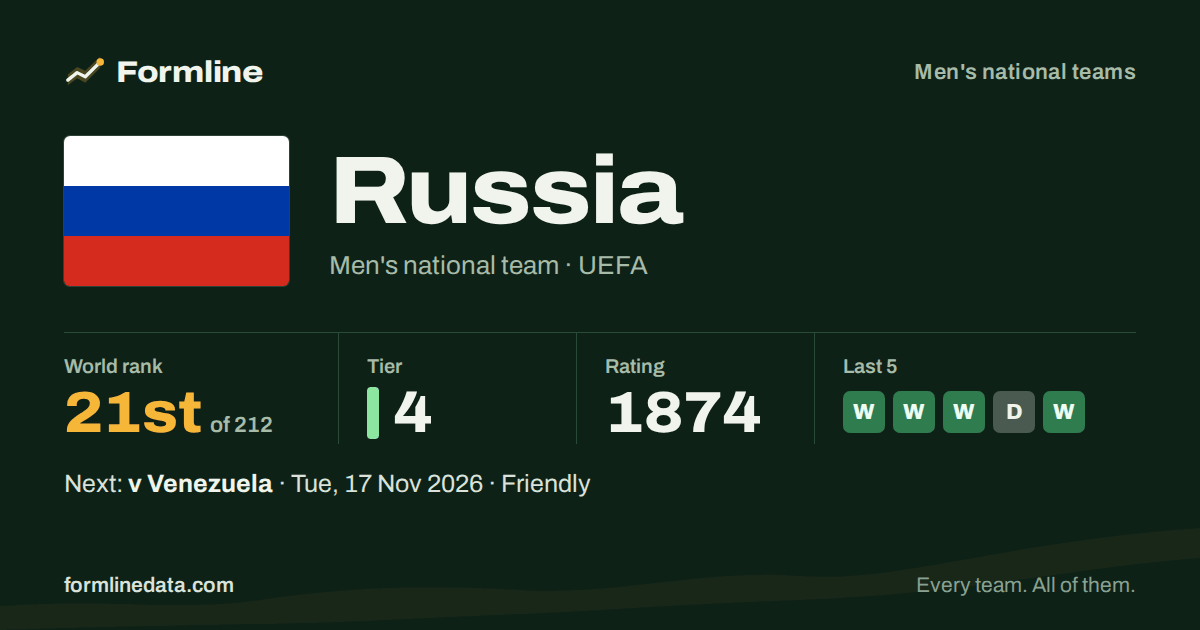 Formline
Men's national teams
Russia
Men's national team · UEFA
World rank
21st of 212
Tier
4
Rating
1874
Last 5
W W W D W
Next: v Venezuela · Tue, 17 Nov 2026 · Friendly
formlinedata.com
Every team. All of them.